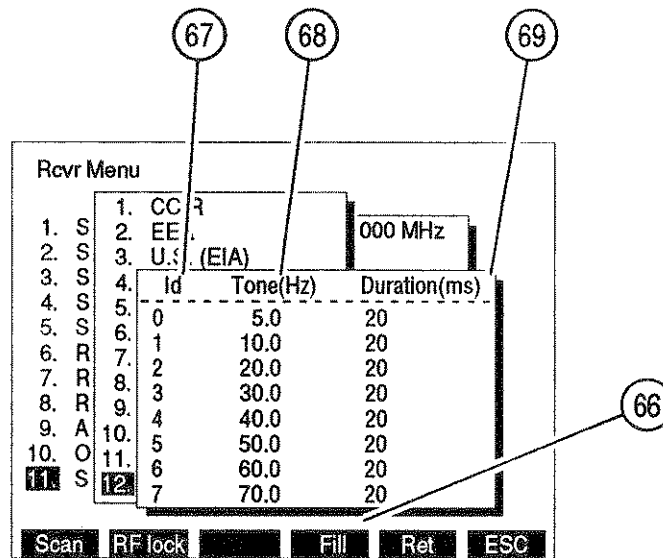 67 68 69
Rcvr Menu
1. S
2. S
3. S
4. S
5. S
6. R
7. R
8. R
9. A
10. O
11. S
1. CC R
2. EE
3. U.S. (EIA)
4.
5.
6.
7.
8.
9.
10.
11.
12.
000 MHz
Id Tone(Hz) Duration(ms)
0 5.0 20
1 10.0 20
2 20.0 20
3 30.0 20
4 40.0 20
5 50.0 20
6 60.0 20
7 70.0 20
66
Scan RF lock Fill Ret ESC